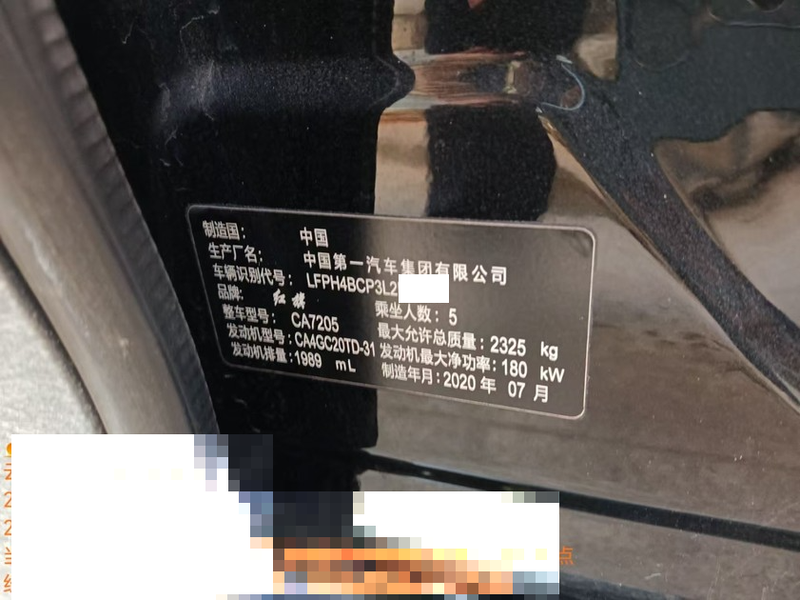 制造国： 中国
生产厂名： 中国第一汽车集团有限公司
车辆识别代号： LFPH4BCP3L2
品牌： 红旗 乘坐人数：5
整车型号： CA7205 最大允许总质量：2325 kg
发动机型号：CA4GC20TD-31 发动机最大净功率：180 kW
发动机排量：1989 mL 制造年月：2020 年 07 月
点